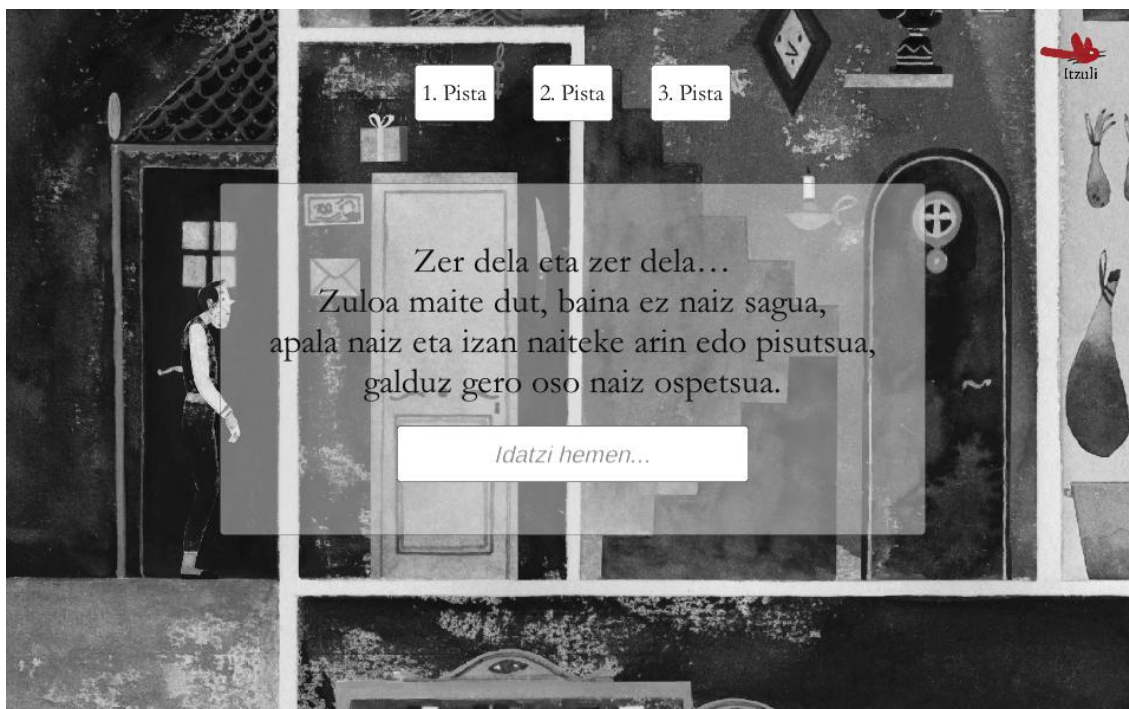 1. Pista
2. Pista
3. Pista
Itzuli
Zer dela eta zer dela…
Zuloa maite dut, baina ez naiz sagua,
apala naiz eta izan naiteke arin edo pisutsua,
galduz gero oso naiz ospetsua.
Idatzi hemen...